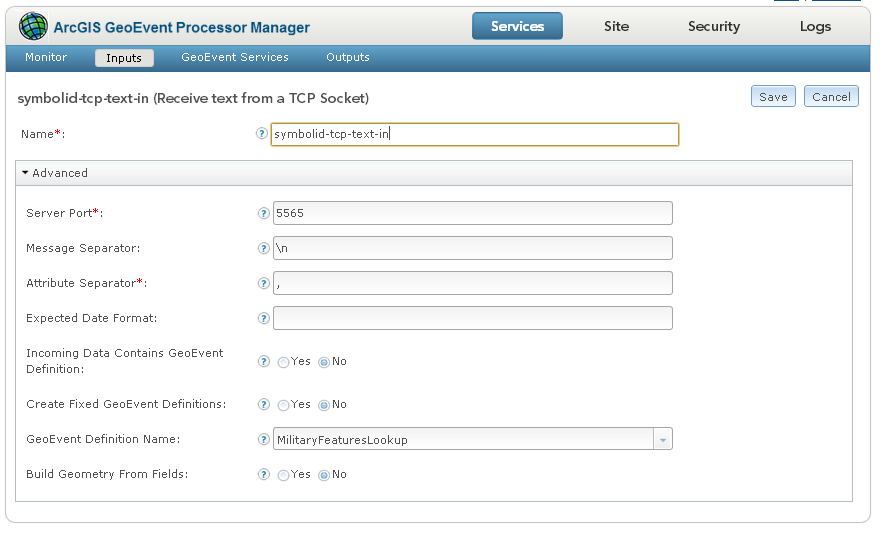 ArcGIS GeoEvent Processor Manager Services Site Security Logs
Monitor Inputs GeoEvent Services Outputs
symbolid-tcp-text-in (Receive text from a TCP Socket) Save Cancel
Name*: ? symbolid-tcp-text-in
Advanced
Server Port*: ? 5565
Message Separator: ? \n
Attribute Separator*: ? ,
Expected Date Format: ?
Incoming Data Contains GeoEvent
Definition: ? Yes No
Create Fixed GeoEvent Definitions: ? Yes No
GeoEvent Definition Name: ? MilitaryFeaturesLookup
Build Geometry From Fields: ? Yes No